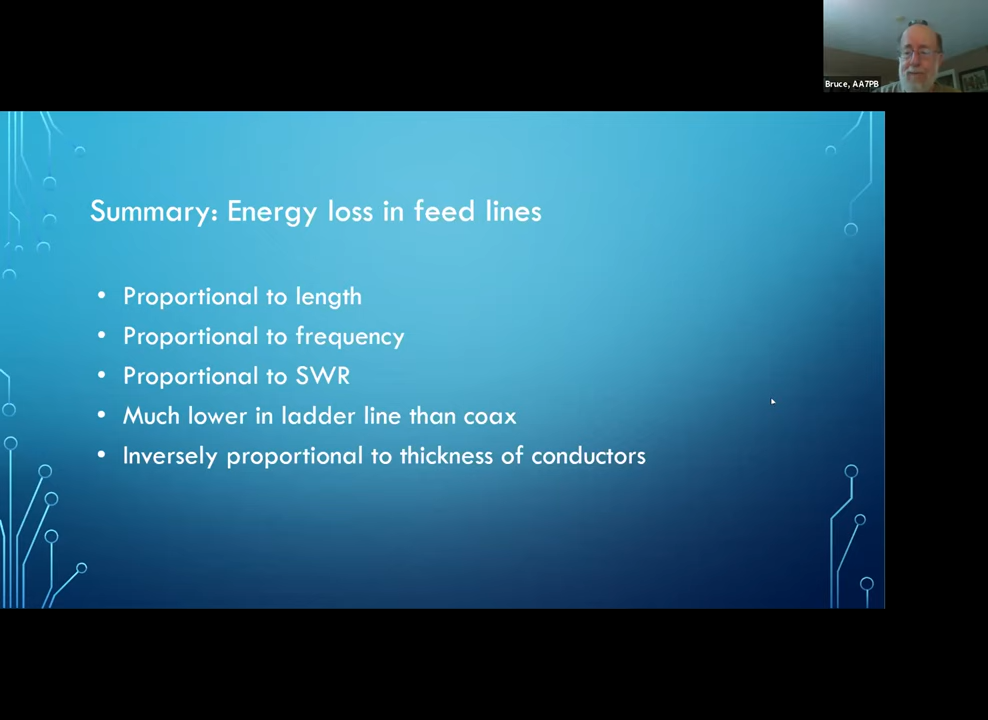 Bruce, AA7PB
Summary: Energy loss in feed lines
• Proportional to length
• Proportional to frequency
• Proportional to SWR
• Much lower in ladder line than coax
• Inversely proportional to thickness of conductors